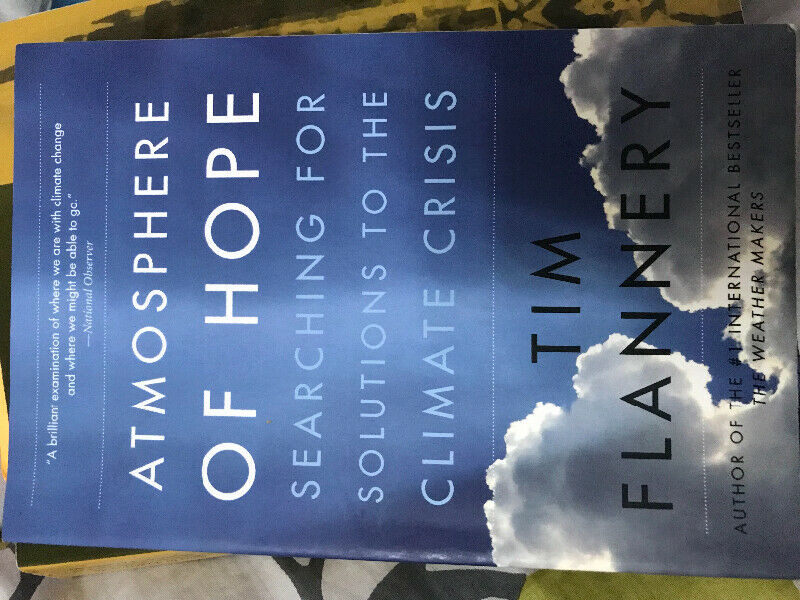 "A brilliant examination of where we are with climate change
and where we might be able to go."
—National Observer
ATMOSPHERE
OF HOPE
SEARCHING FOR
SOLUTIONS TO THE
CLIMATE CRISIS
TIM
FLANNERY
AUTHOR OF THE #1 INTERNATIONAL BESTSELLER
THE WEATHER MAKERS